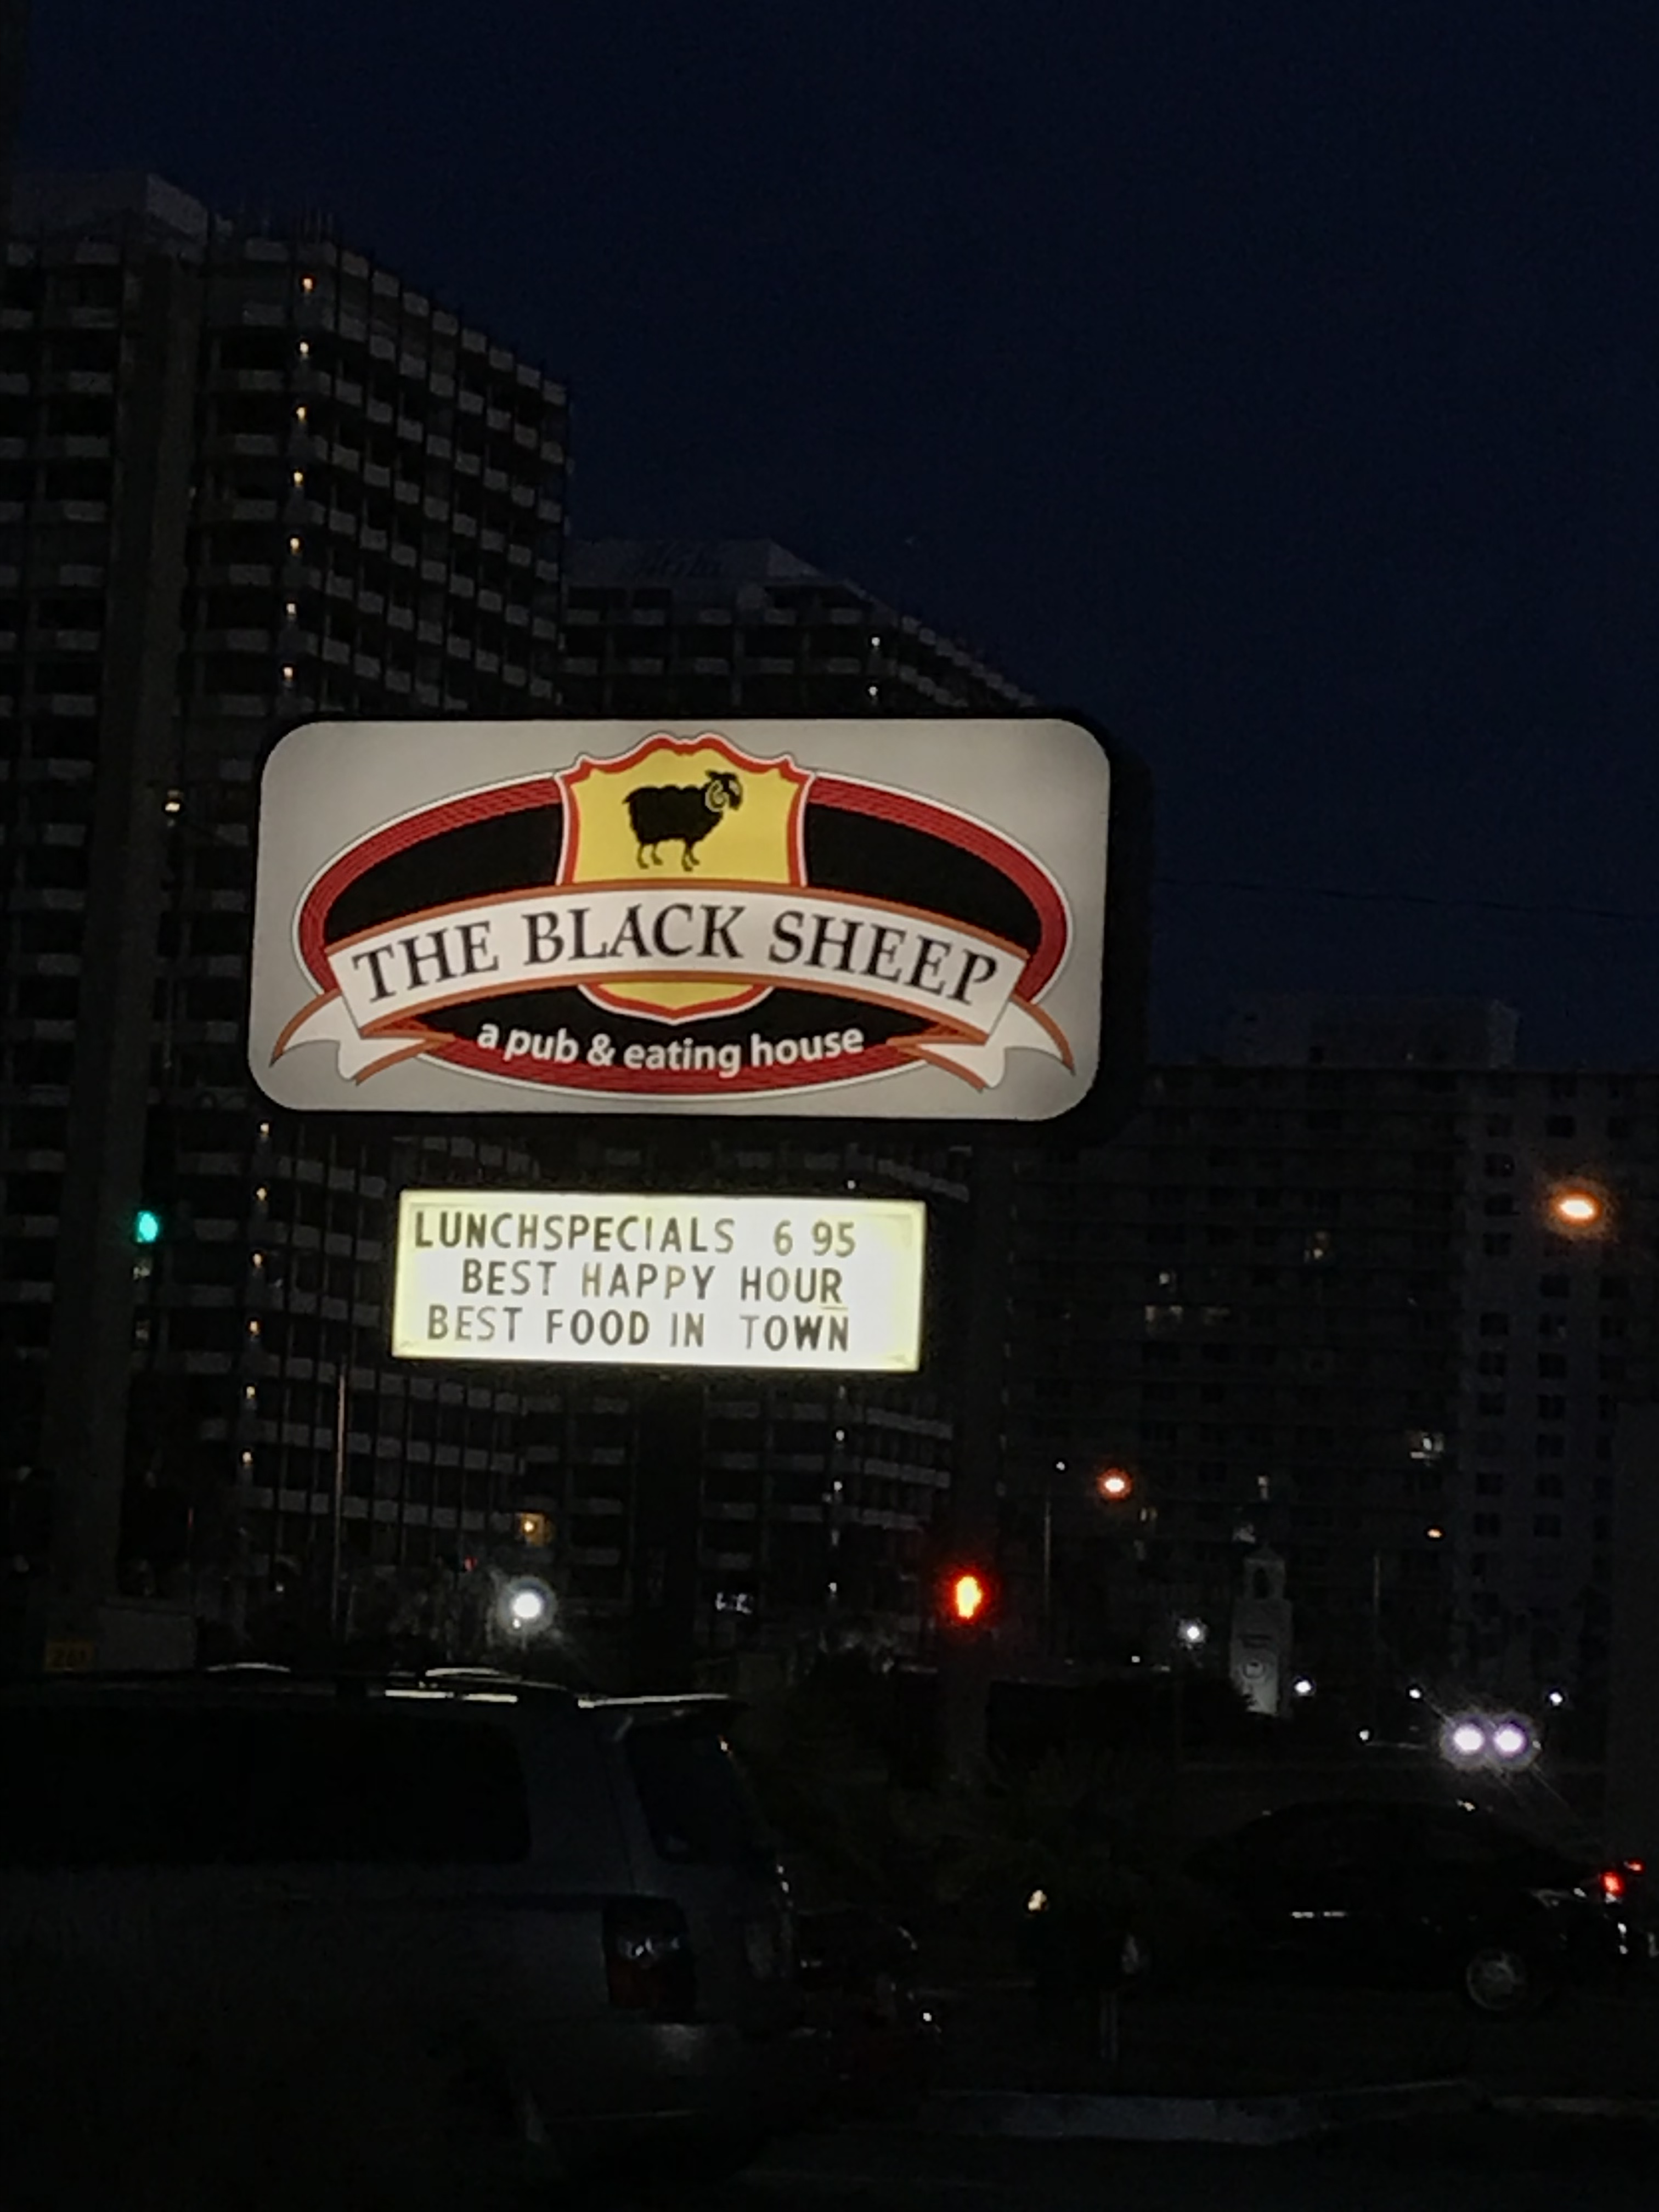 THE BLACK SHEEP
a pub & eating house
LUNCHSPECIALS 6 95
BEST HAPPY HOUR
BEST FOOD IN TOWN